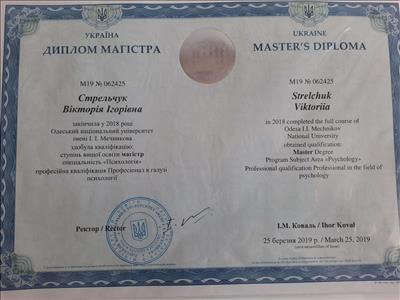 УКРАЇНА
ДИПЛОМ МАГІСТРА
М19 № 062425
Стрельчук
Вікторія Ігорівна
закінчила у 2018 році
Одеський національний університет
імені І. І. Мечникова
здобула кваліфікацію:
ступінь вищої освіти магістр
спеціальність «Психологія»
професійна кваліфікація Професіонал в галузі
психології
Ректор / Rector
UKRAINE
MASTER'S DIPLOMA
M19 № 062425
Strelchuk
Viktoriia
in 2018 completed the full course of
Odesa I.I. Mechnikov
National University
obtained qualification:
Master Degree
Program Subject Area «Psychology»
Professional qualification Professional in the field of
psychology
І.М. Коваль / Ihor Koval
25 березня 2019 р. / March 25, 2019